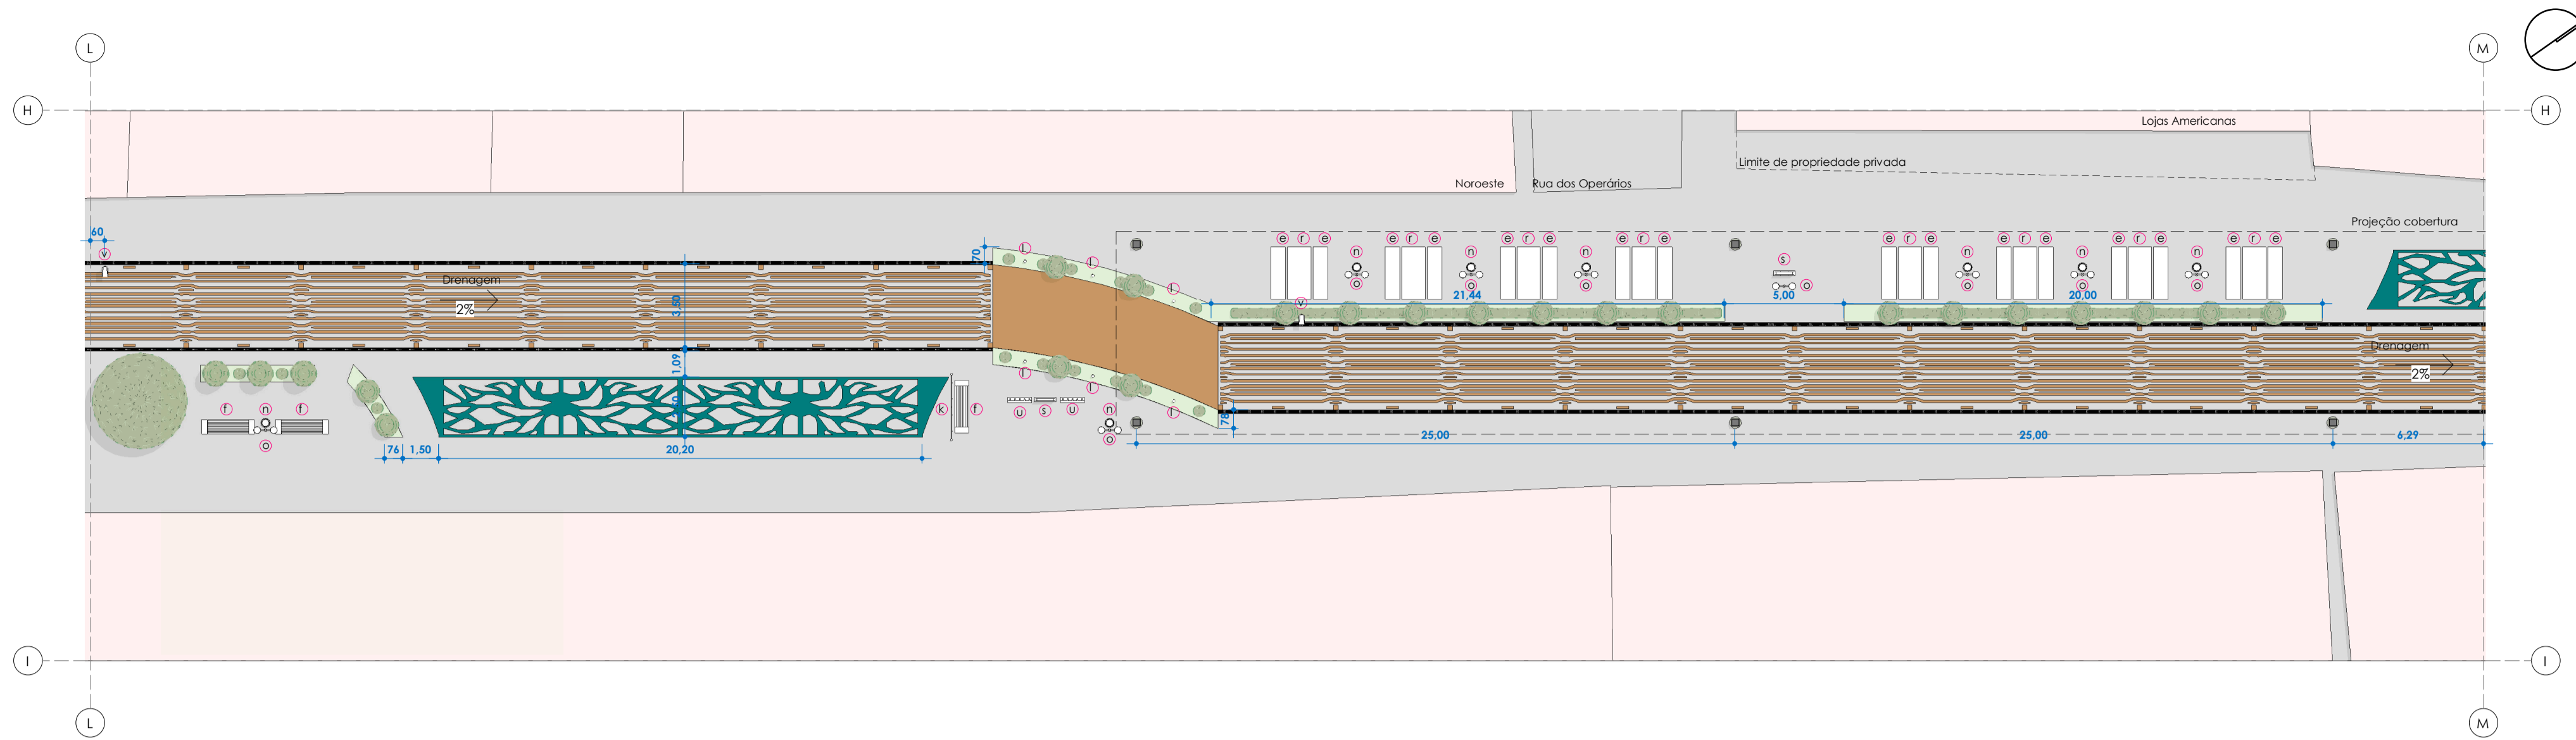 L
M
H
H
Lojas Americanas
Limite de propriedade privada
Noroeste
Rua dos Operários
Projeção cobertura
60
v
70
l
l
l
l
l
l
e r e
n
o
e r e
n
o
e r e
n
o
e r e
s
o
e r e
n
o
e r e
n
o
e r e
n
o
e r e
Drenagem
2%
3,50
v
21,44
5,00
20,00
Drenagem
2%
1,09
f n f
o
k f
u s u
n
o
78
76
1,50
20,20
25,00
25,00
6,29
I
I
L
M